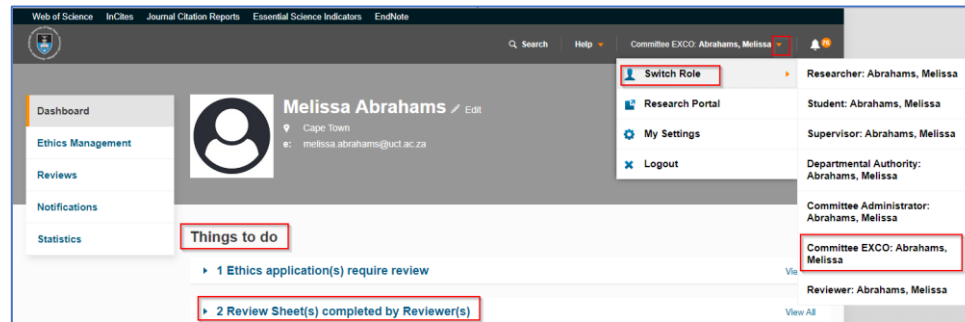 Web of Science InCites Journal Citation Reports Essential Science Indicators EndNote
Search Help Committee EXCO: Abrahams, Melissa
Dashboard
Ethics Management
Reviews
Notifications
Statistics
Melissa Abrahams Edit
Cape Town
e: melissa.abrahams@uct.ac.za
Switch Role
Research Portal
My Settings
Logout
Researcher: Abrahams, Melissa
Student: Abrahams, Melissa
Supervisor: Abrahams, Melissa
Departmental Authority:
Abrahams, Melissa
Committee Administrator:
Abrahams, Melissa
Committee EXCO: Abrahams,
Melissa
Reviewer: Abrahams, Melissa
Things to do
1 Ethics application(s) require review
2 Review Sheet(s) completed by Reviewer(s) View All